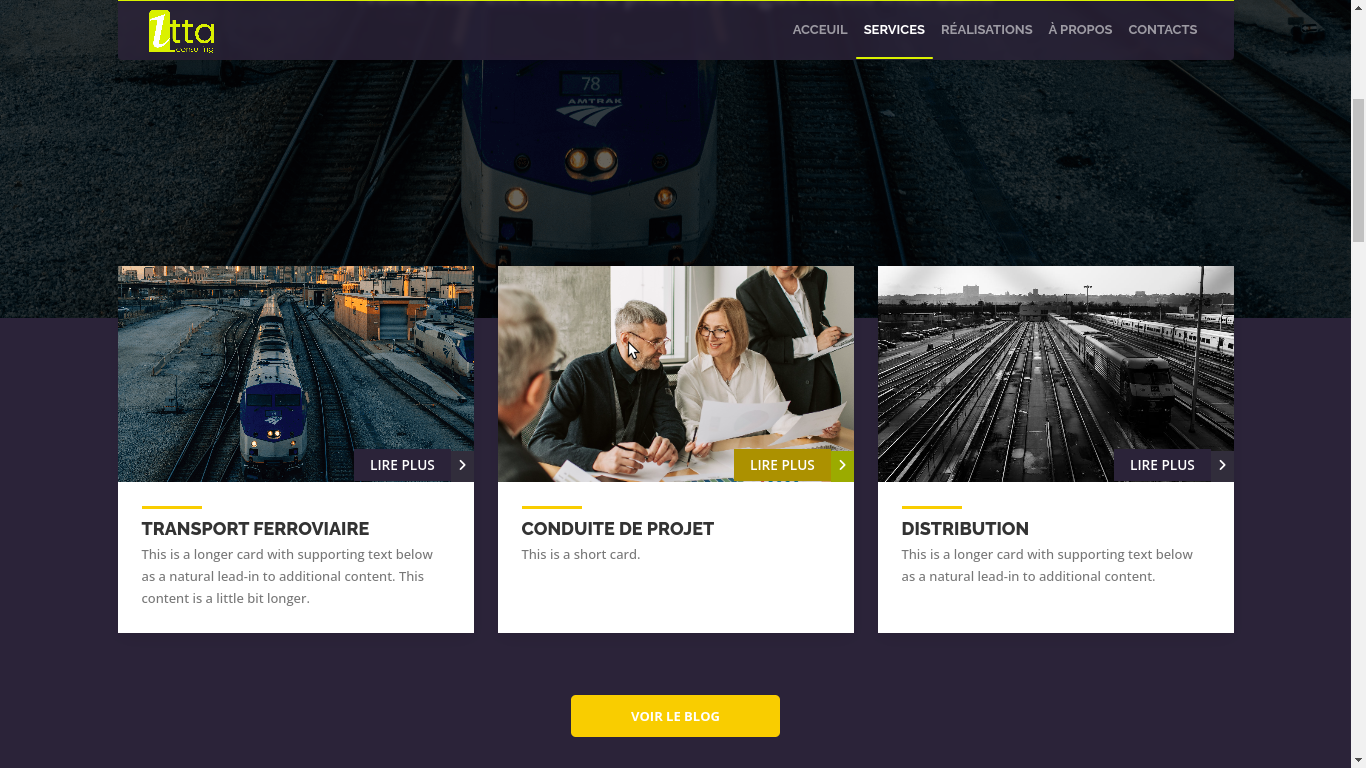 itta
consulting
ACCEUIL SERVICES RÉALISATIONS À PROPOS CONTACTS
78
AMTRAK
LIRE PLUS
LIRE PLUS
LIRE PLUS
TRANSPORT FERROVIAIRE
This is a longer card with supporting text below
as a natural lead-in to additional content. This
content is a little bit longer.
CONDUITE DE PROJET
This is a short card.
DISTRIBUTION
This is a longer card with supporting text below
as a natural lead-in to additional content.
VOIR LE BLOG